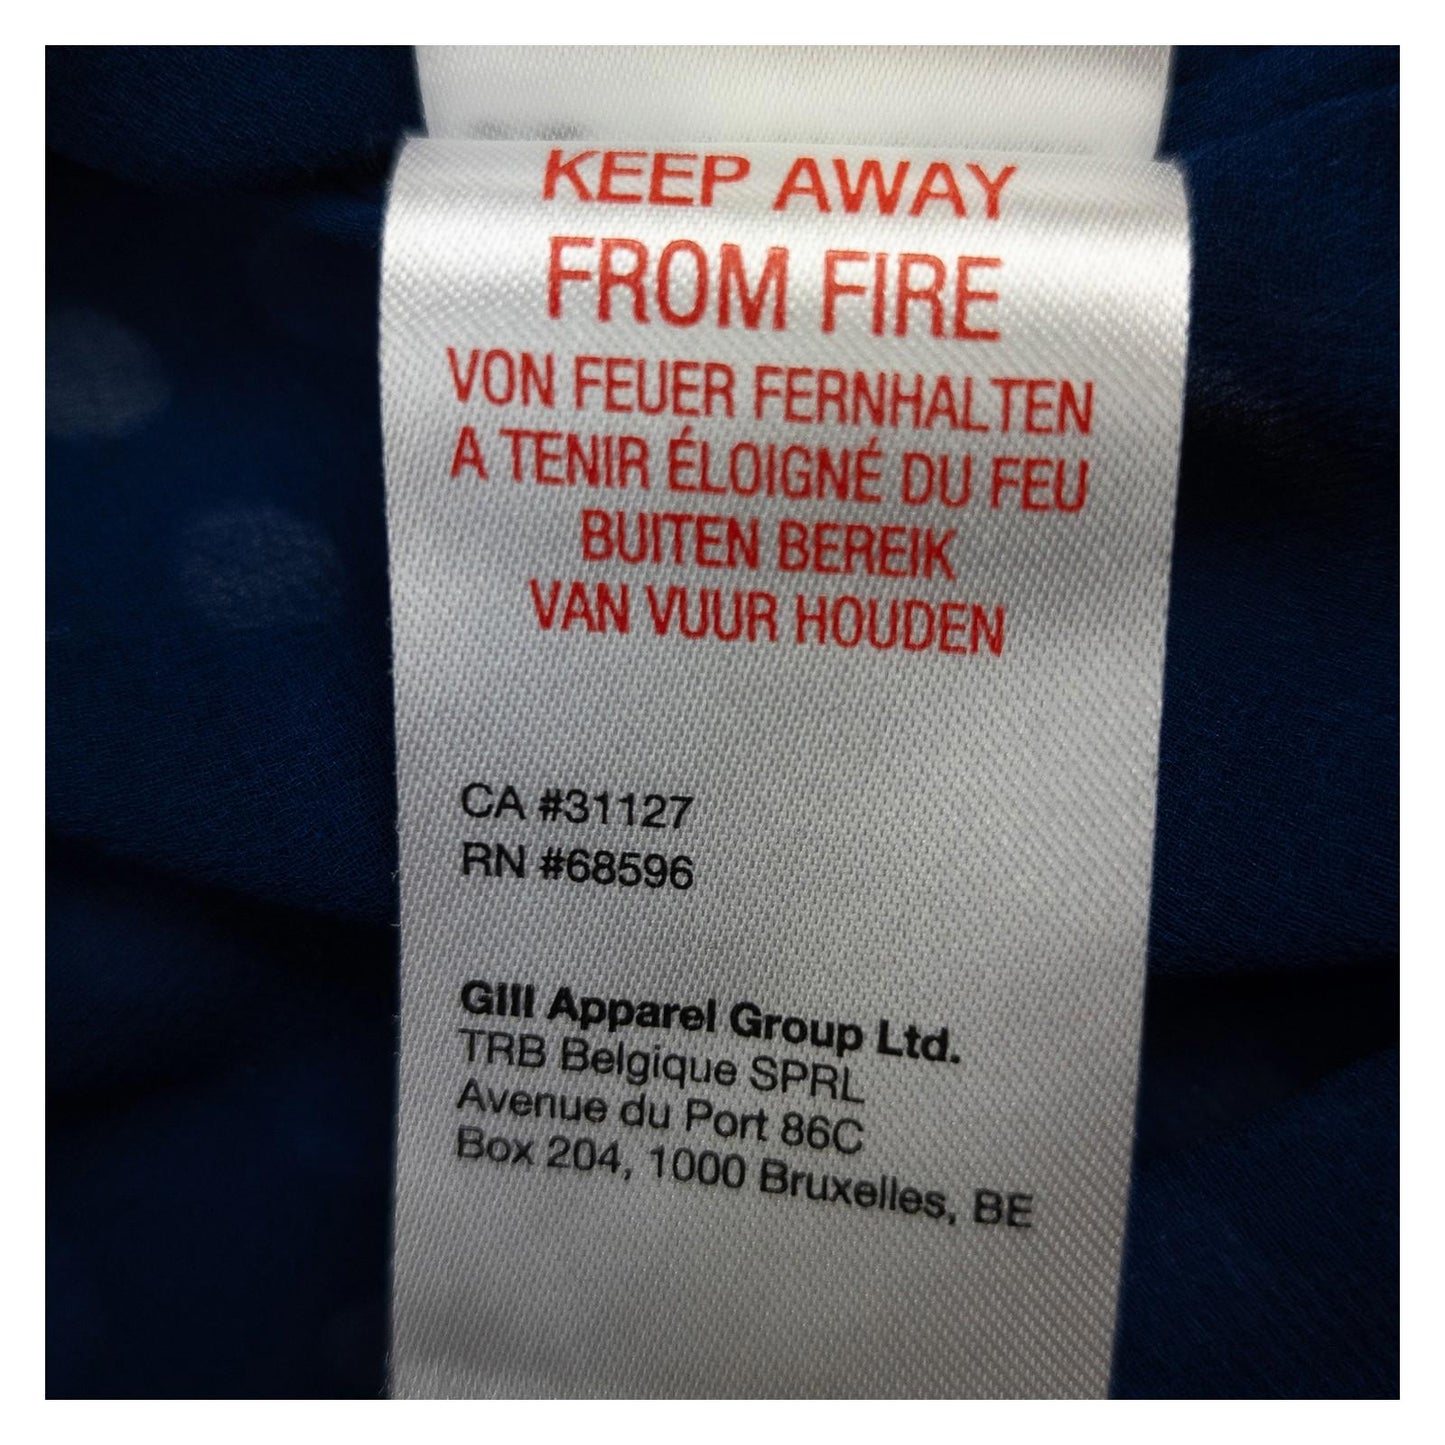 KEEP AWAY
FROM FIRE
VON FEUER FERNHALTEN
A TENIR ÉLOIGNÉ DU FEU
BUITEN BEREIK
VAN VUUR HOUDEN
CA #31127
RN #68596
Gill Apparel Group Ltd.
TRB Belgique SPRL
Avenue du Port 86C
Box 204, 1000 Bruxelles, BE